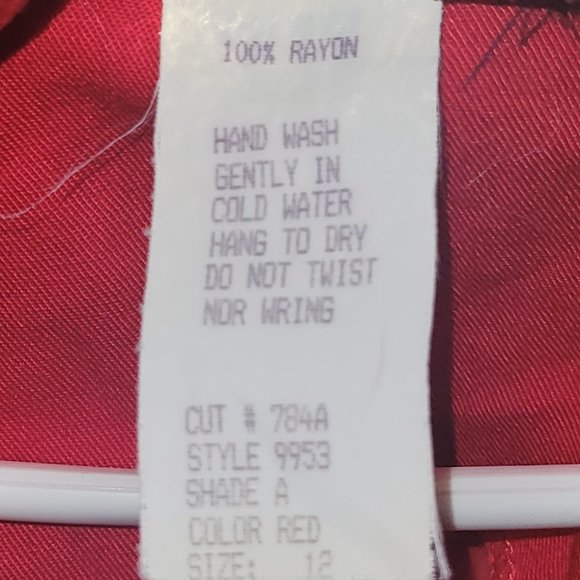 100% RAYON
HAND WASH
GENTLY IN
COLD WATER
HANG TO DRY
DO NOT TWIST
NOR WRING
CUT # 784A
STYLE 9953
SHADE A
COLOR RED
SIZE: 12